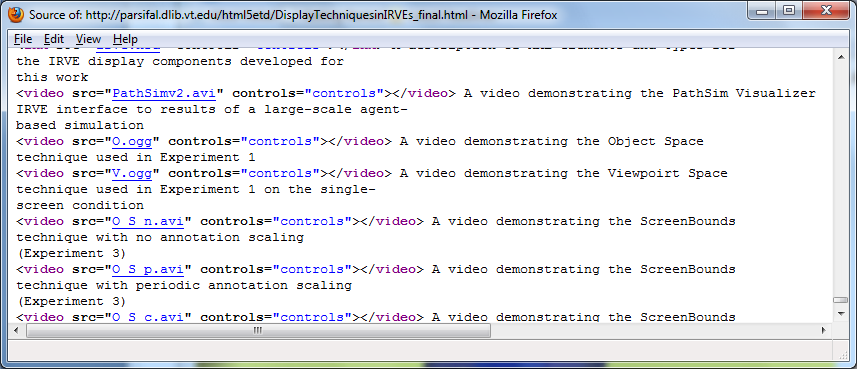 Source of: http://parsifal.dlib.vt.edu/html5etd/DisplayTechniquesinIRVEs_final.html - Mozilla Firefox
File Edit View Help
the IRVE display components developed for
this work
<video src="PathSimv2.avi" controls="controls"></video> A video demonstrating the PathSim Visualizer
IRVE interface to results of a large-scale agent-
based simulation
<video src="O.ogg" controls="controls"></video> A video demonstrating the Object Space
technique used in Experiment 1
<video src="V.ogg" controls="controls"></video> A video demonstrating the Viewpoirt Space
technique used in Experiment 1 on the single-
screen condition
<video src="O S n.avi" controls="controls"></video> A video demonstrating the ScreenBounds
technique with no annotation scaling
(Experiment 3)
<video src="O S p.avi" controls="controls"></video> A video demonstrating the ScreenBounds
technique with periodic annotation scaling
(Experiment 3)
<video src="O S c.avi" controls="controls"></video> A video demonstrating the ScreenBounds